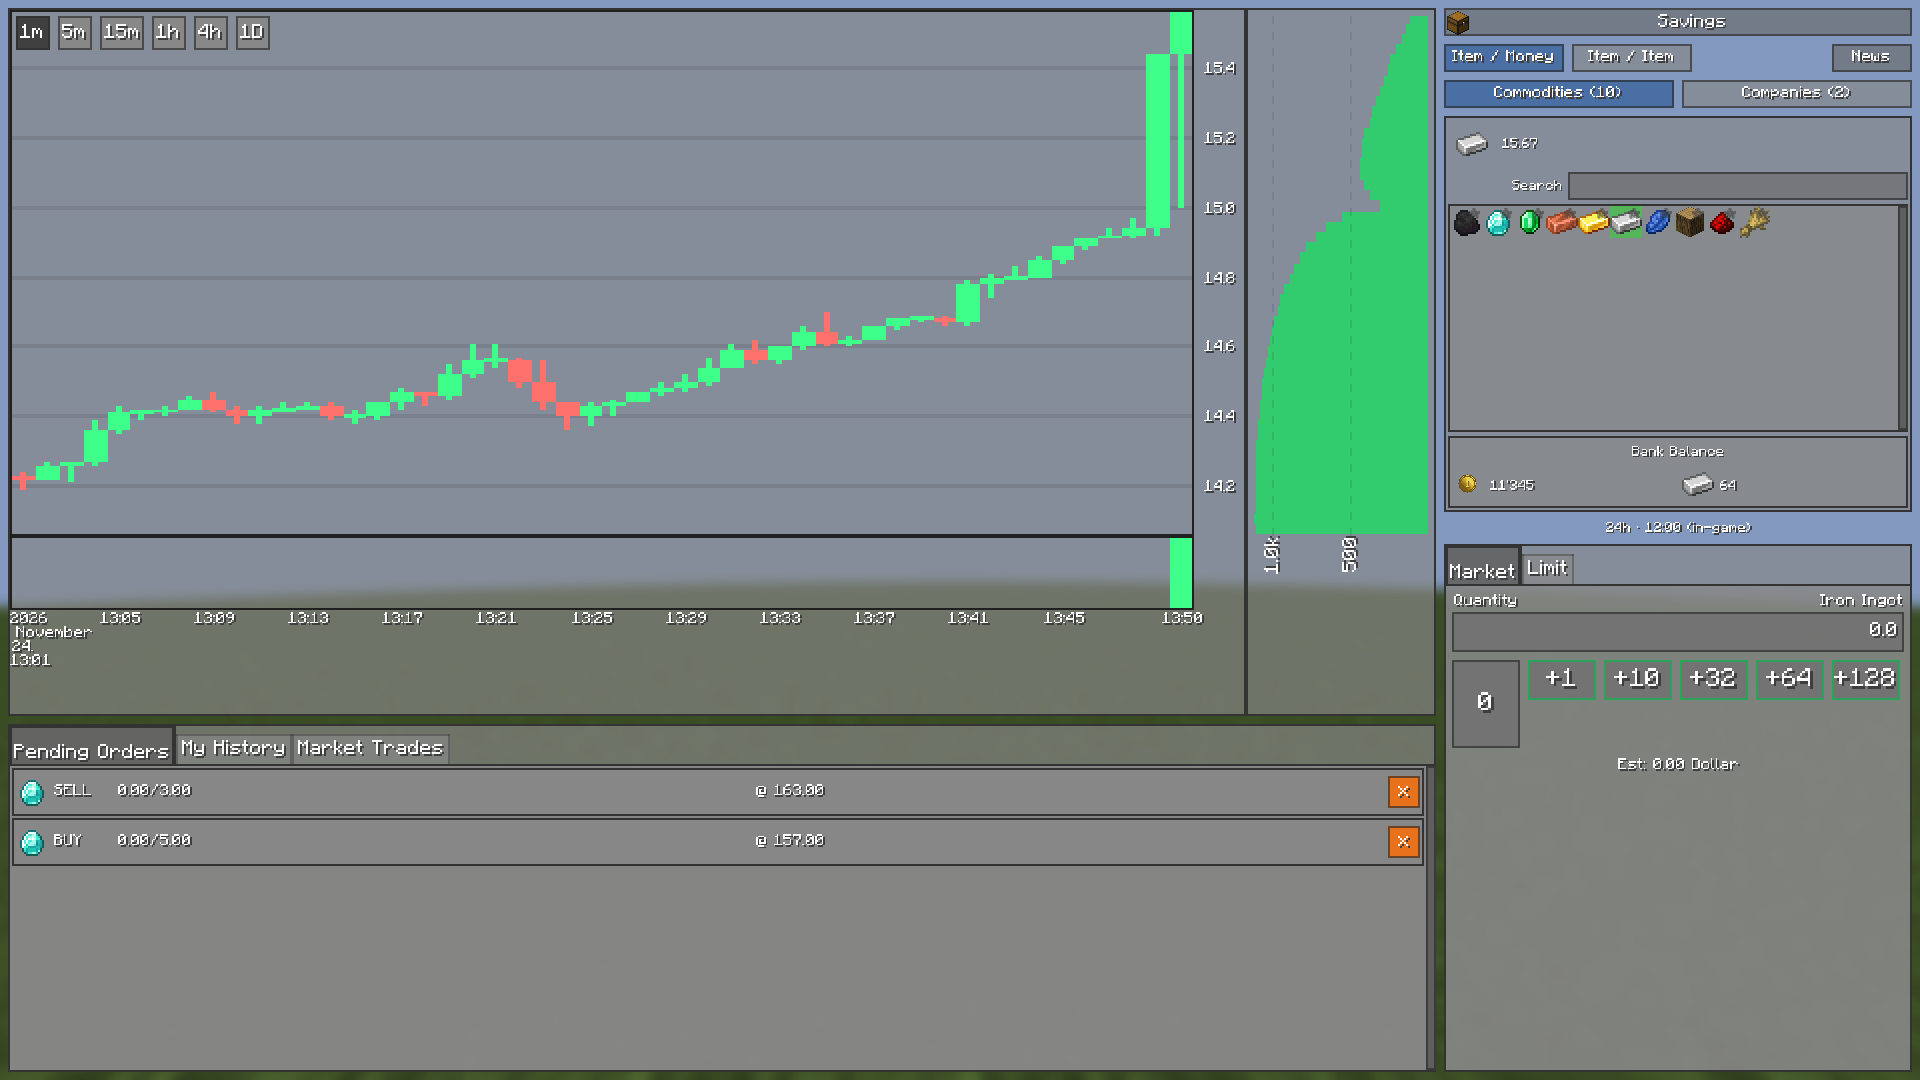 1m 5m 15m 1h 4h 1D
15.4
15.2
15.0
14.8
14.6
14.4
14.2
1.0k 500
2026 13:05 13:09 13:13 13:17 13:21 13:25 13:29 13:33 13:37 13:41 13:45 13:50
November
24.
13:01
Pending Orders My History Market Trades
SELL 0.00/3.00 @ 163.00 ×
BUY 0.00/5.00 @ 157.00 ×
Savings
Item / Money Item / Item News
Commodities (10) Companies (2)
15.67
Search
Bank Balance
11'345 64
24h · 12:00 (in-game)
Market Limit
Quantity Iron Ingot
0.0
0 +1 +10 +32 +64 +128
Est: 0.00 Dollar